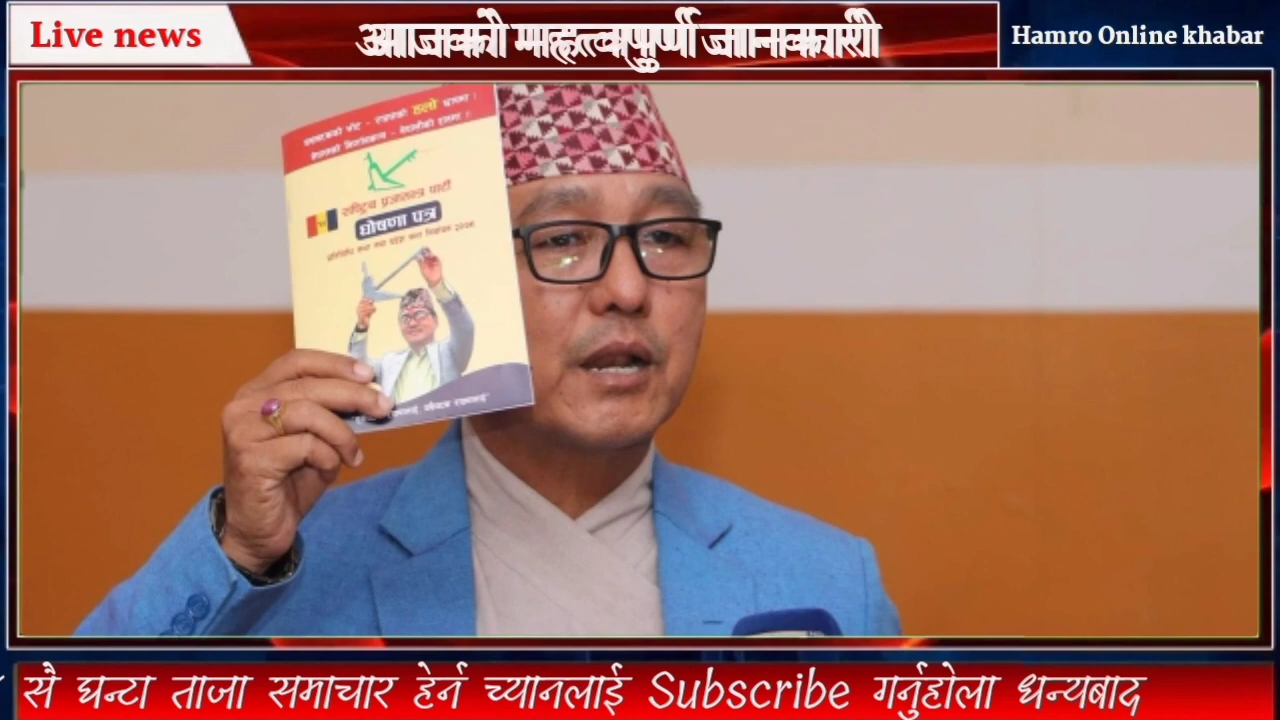 Live news
आजको महत्वपुर्ण जानकारी
Hamro Online khabar
हलो
राष्ट्रिय प्रजातन्त्र पार्टी
घोषणा पत्र
सै घन्टा ताजा समाचार हेर्न च्यानलाई Subscribe गर्नुहोला धन्यबाद